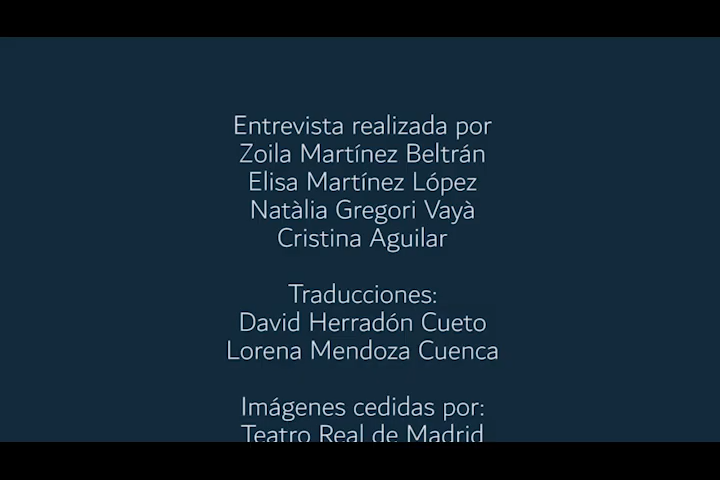 Entrevista realizada por
Zoila Martínez Beltrán
Elisa Martínez López
Natàlia Gregori Vayà
Cristina Aguilar
Traducciones:
David Herradón Cueto
Lorena Mendoza Cuenca
Imágenes cedidas por:
Teatro Real de Madrid